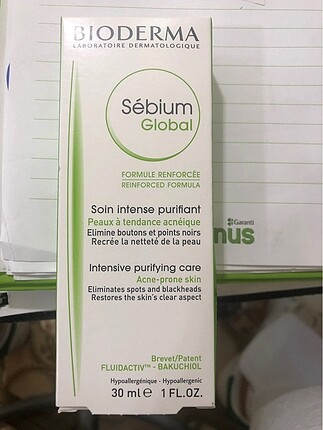 BIODERMA
LABORATOIRE DERMATOLOGIQUE
Sébium
Global
FORMULE RENFORCÉE
REINFORCED FORMULA
Soin intense purifiant
Peaux à tendance acnéique
Elimine boutons et points noirs
Recrée la netteté de la peau
Garanti
nus
Intensive purifying care
Acne-prone skin
Eliminates spots and blackheads
Restores the skin's clear aspect
Brevet/Patent
FLUIDACTIV™ - BAKUCHIOL
Hypoallergénique - Hypoallergenic
30 ml e 1 FL.OZ.